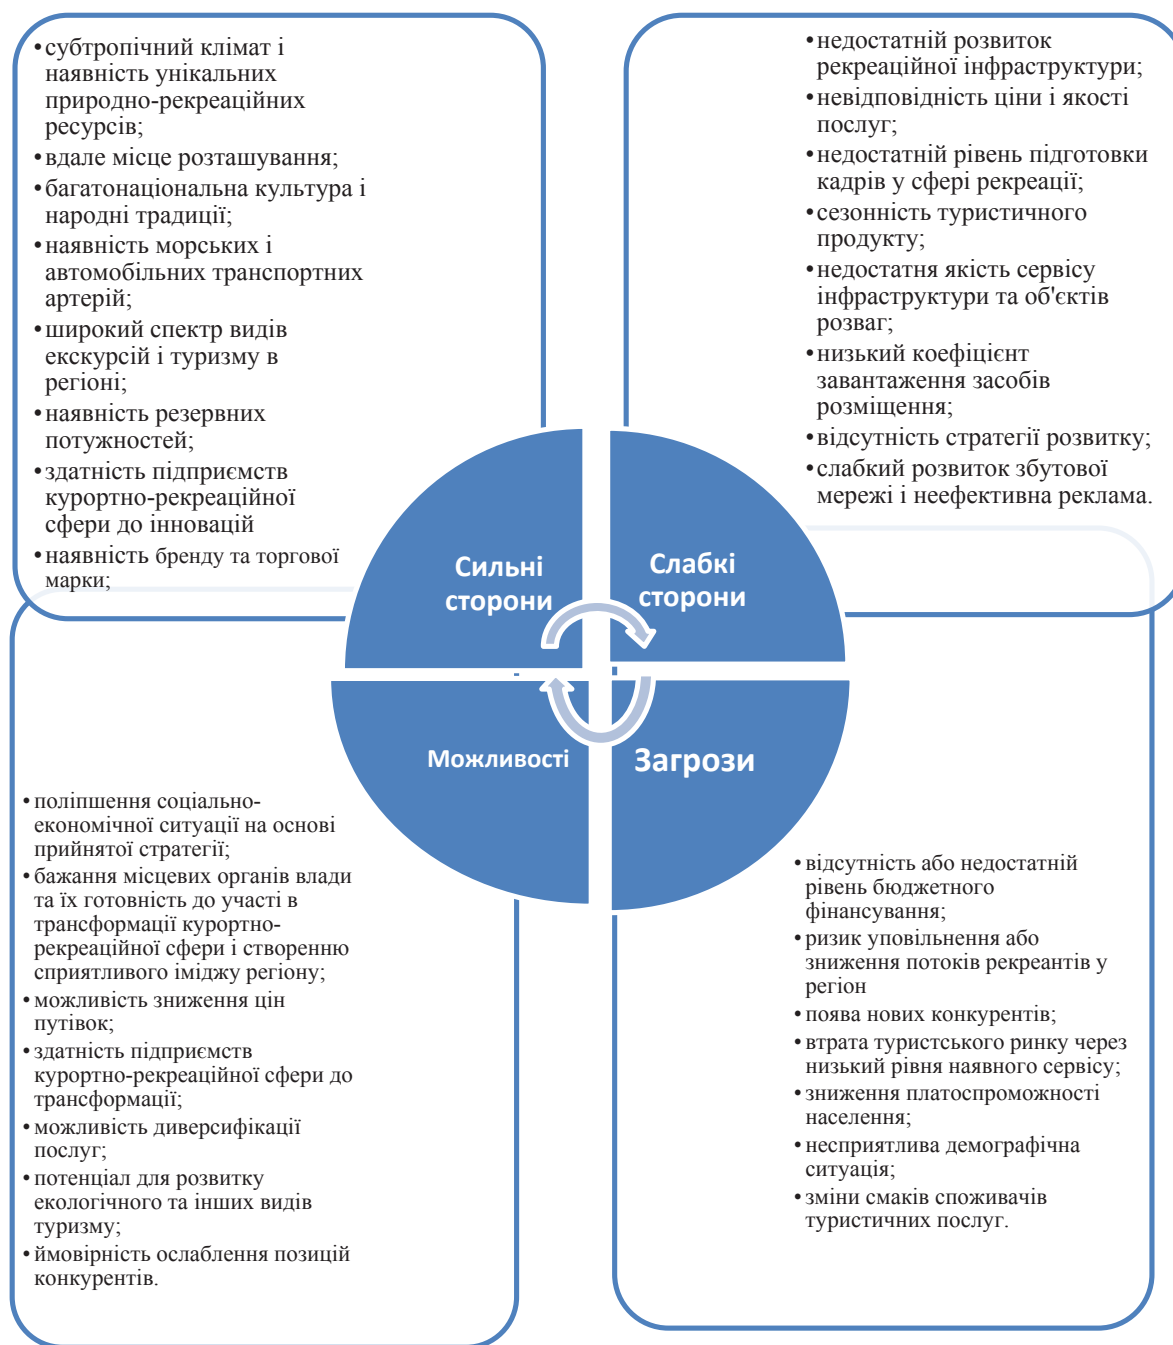 •субтропічний клімат і
наявність унікальних
природно-рекреаційних
ресурсів;
•вдале місце розташування;
•багатонаціональна культура і
народні традиції;
•наявність морських і
автомобільних транспортних
артерій;
•широкий спектр видів
екскурсій і туризму в
регіоні;
•наявність резервних
потужностей;
•здатність підприємств
курортно-рекреаційної
сфери до інновацій
•наявність бренду та торгової
марки;
•недостатній розвиток
рекреаційної інфраструктури;
•невідповідність ціни і якості
послуг;
•недостатній рівень підготовки
кадрів у сфері рекреації;
•сезонність туристичного
продукту;
•недостатня якість сервісу
інфраструктури та об'єктів
розваг;
•низький коефіцієнт
завантаження засобів
розміщення;
•відсутність стратегії розвитку;
•слабкий розвиток збутової
мережі і неефективна реклама.
Сильні
сторони
Слабкі
сторони
Можливості
Загрози
•поліпшення соціально-
економічної ситуації на основі
прийнятої стратегії;
•бажання місцевих органів влади
та їх готовність до участі в
трансформації курортно-
рекреаційної сфери і створенню
сприятливого іміджу регіону;
•можливість зниження цін
путівок;
•здатність підприємств
курортно-рекреаційної сфери до
трансформації;
•можливість диверсифікації
послуг;
•потенціал для розвитку
екологічного та інших видів
туризму;
•ймовірність ослаблення позицій
конкурентів.
•відсутність або недостатній
рівень бюджетного
фінансування;
•ризик уповільнення або
зниження потоків рекреантів у
регіон
•поява нових конкурентів;
•втрата туристського ринку через
низький рівня наявного сервісу;
•зниження платоспроможності
населення;
•несприятлива демографічна
ситуація;
•зміни смаків споживачів
туристичних послуг.